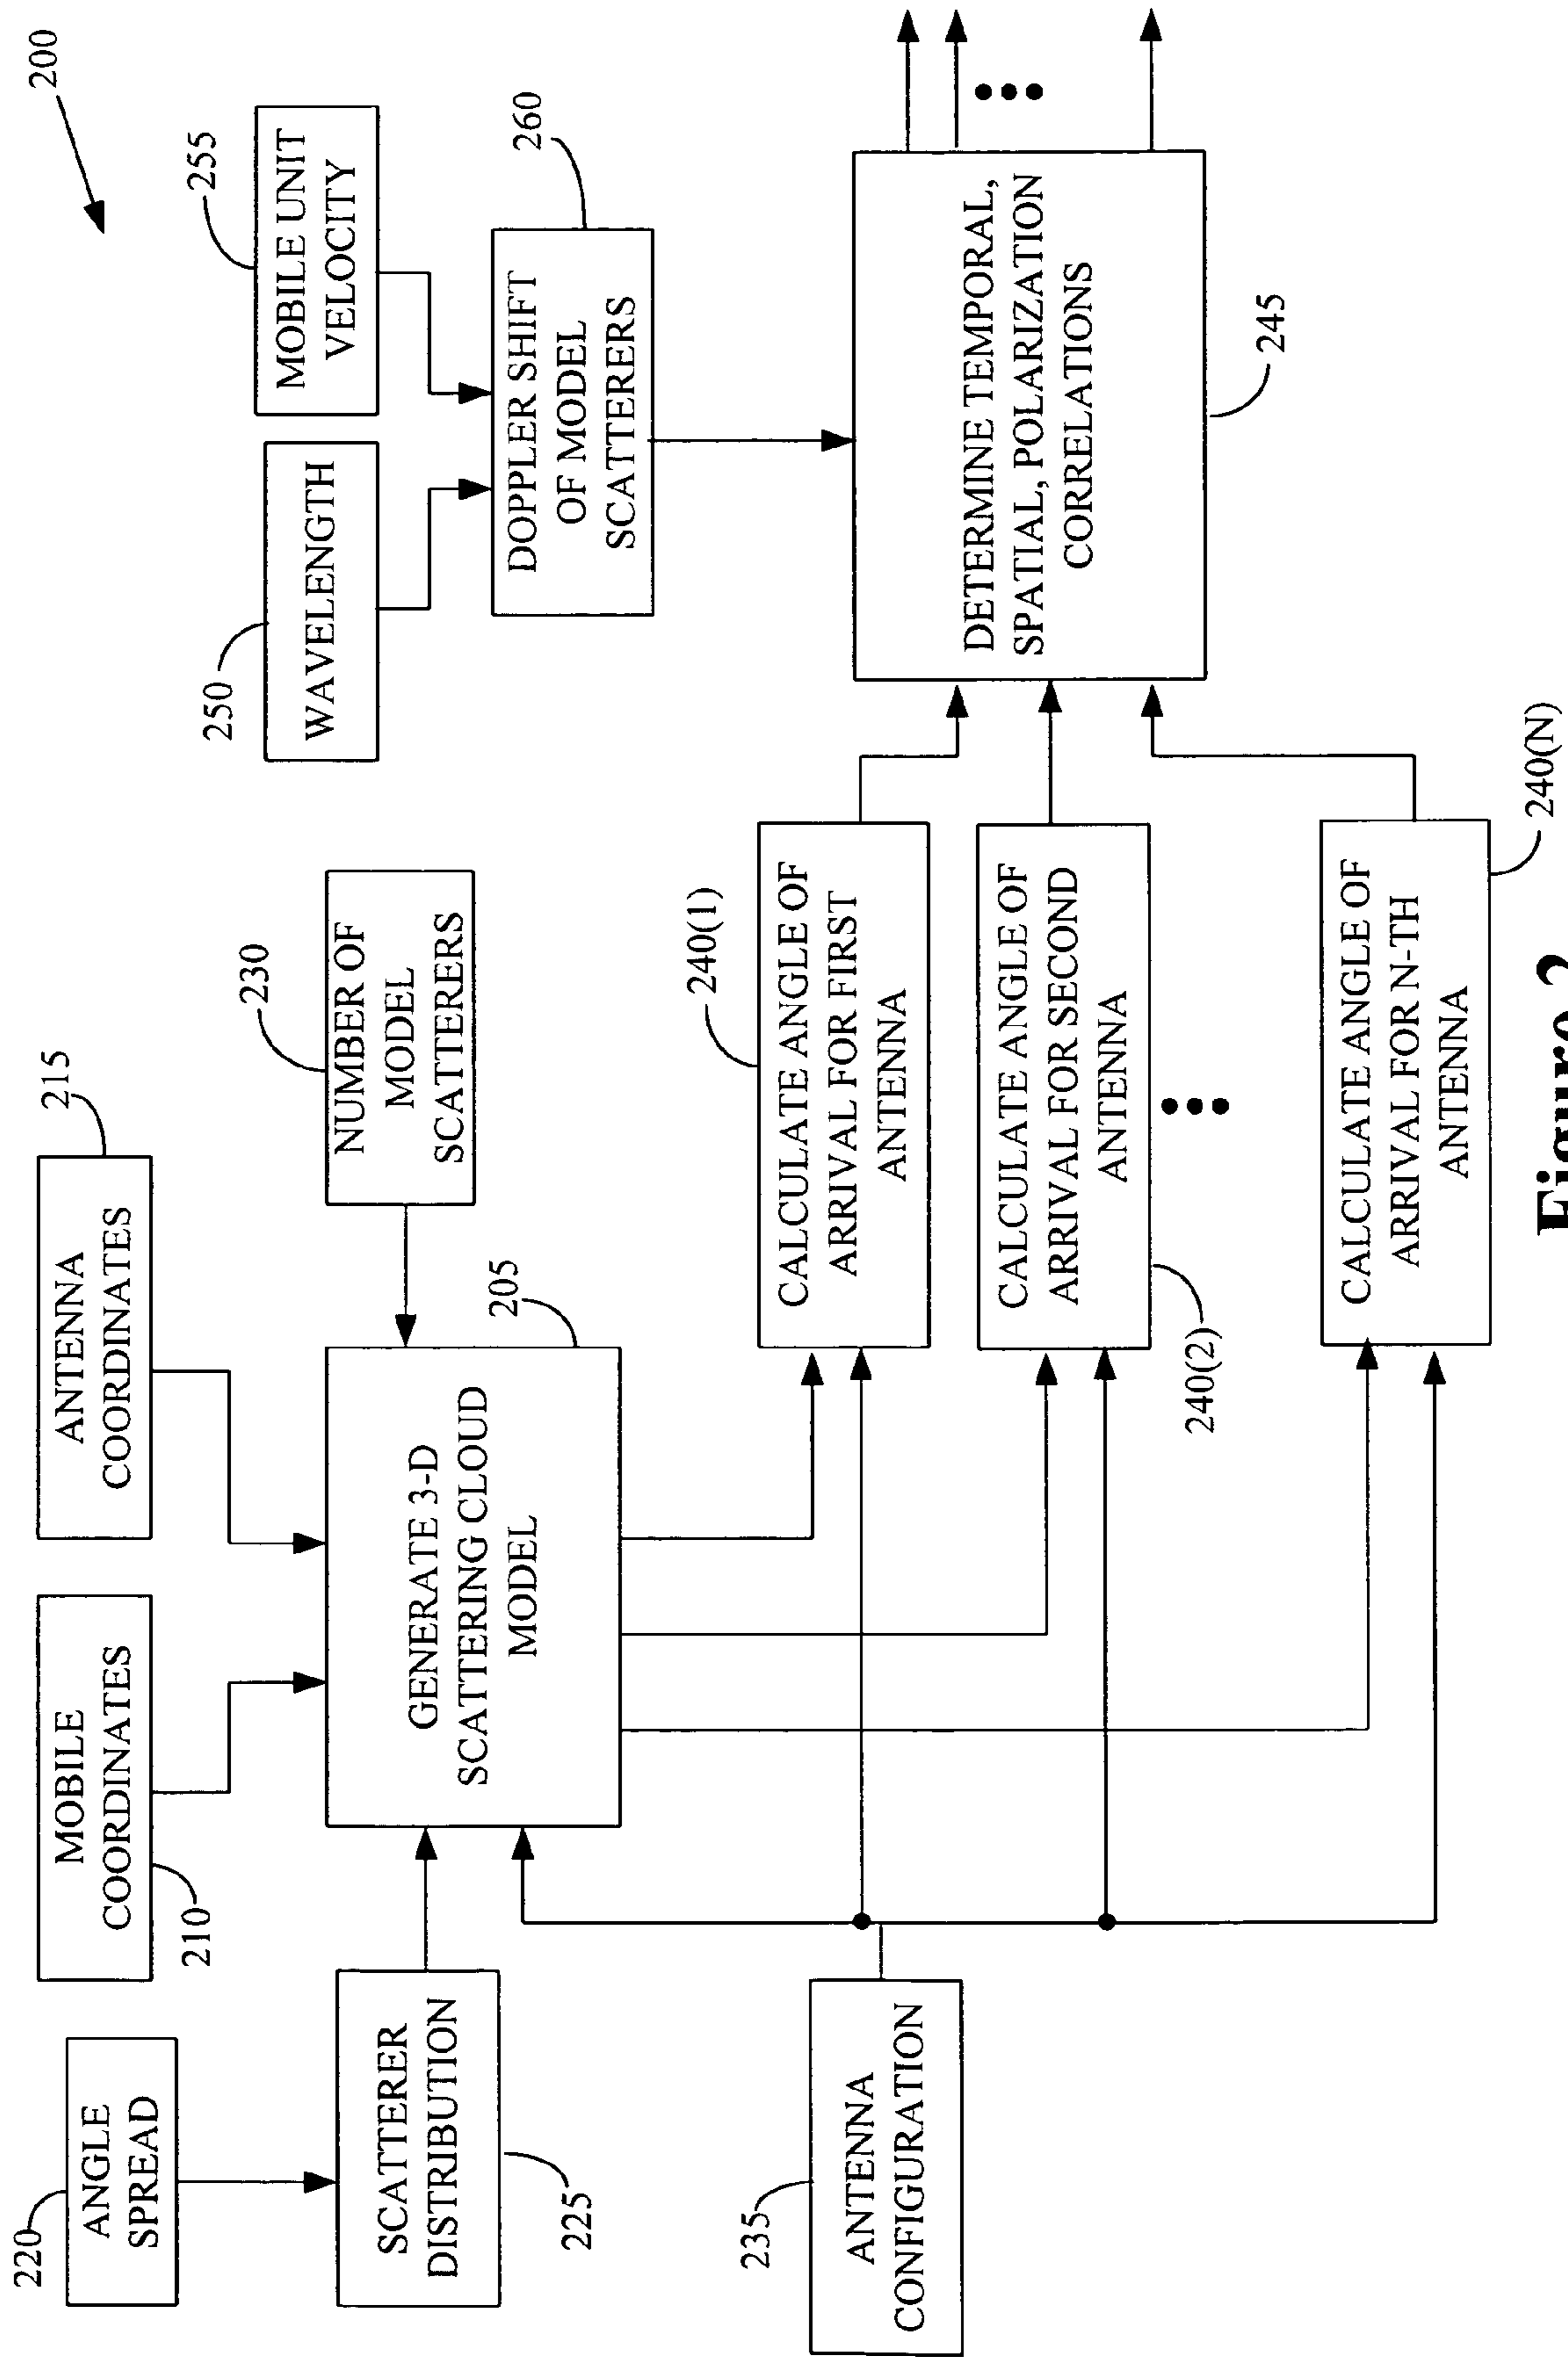 200
220
ANGLE
SPREAD
MOBILE
COORDINATES
210
ANTENNA
COORDINATES
215
SCATTERER
DISTRIBUTION
225
GENERATE 3-D
SCATTERING CLOUD
MODEL
205
NUMBER OF
MODEL
SCATTERERS
230
250
WAVELENGTH
255
MOBILE UNIT
VELOCITY
DOPPLER SHIFT
OF MODEL
SCATTERERS
260
235
ANTENNA
CONFIGURATION
240(1)
CALCULATE ANGLE OF
ARRIVAL FOR FIRST
ANTENNA
CALCULATE ANGLE OF
ARRIVAL FOR SECOND
ANTENNA
240(2)
CALCULATE ANGLE OF
ARRIVAL FOR N-TH
ANTENNA
240(N)
DETERMINE TEMPORAL,
SPATIAL, POLARIZATION
CORRELATIONS
245
Figure 2